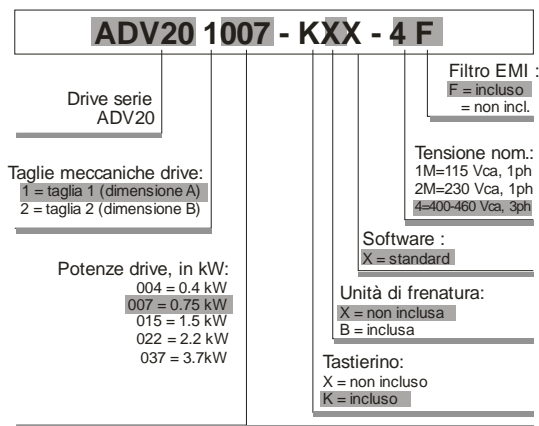 ADV20 1007 - KXX - 4 F
Filtro EMI :
F = incluso
= non incl.
Drive serie
ADV20
Tensione nom.:
1M=115 Vca, 1ph
2M=230 Vca, 1ph
4=400-460 Vca, 3ph
Taglie meccaniche drive:
1 = taglia 1 (dimensione A)
2 = taglia 2 (dimensione B)
Software :
X = standard
Potenze drive, in kW:
004 = 0.4 kW
007 = 0.75 kW
015 = 1.5 kW
022 = 2.2 kW
037 = 3.7kW
Unità di frenatura:
X = non inclusa
B = inclusa
Tastierino:
X = non incluso
K = incluso